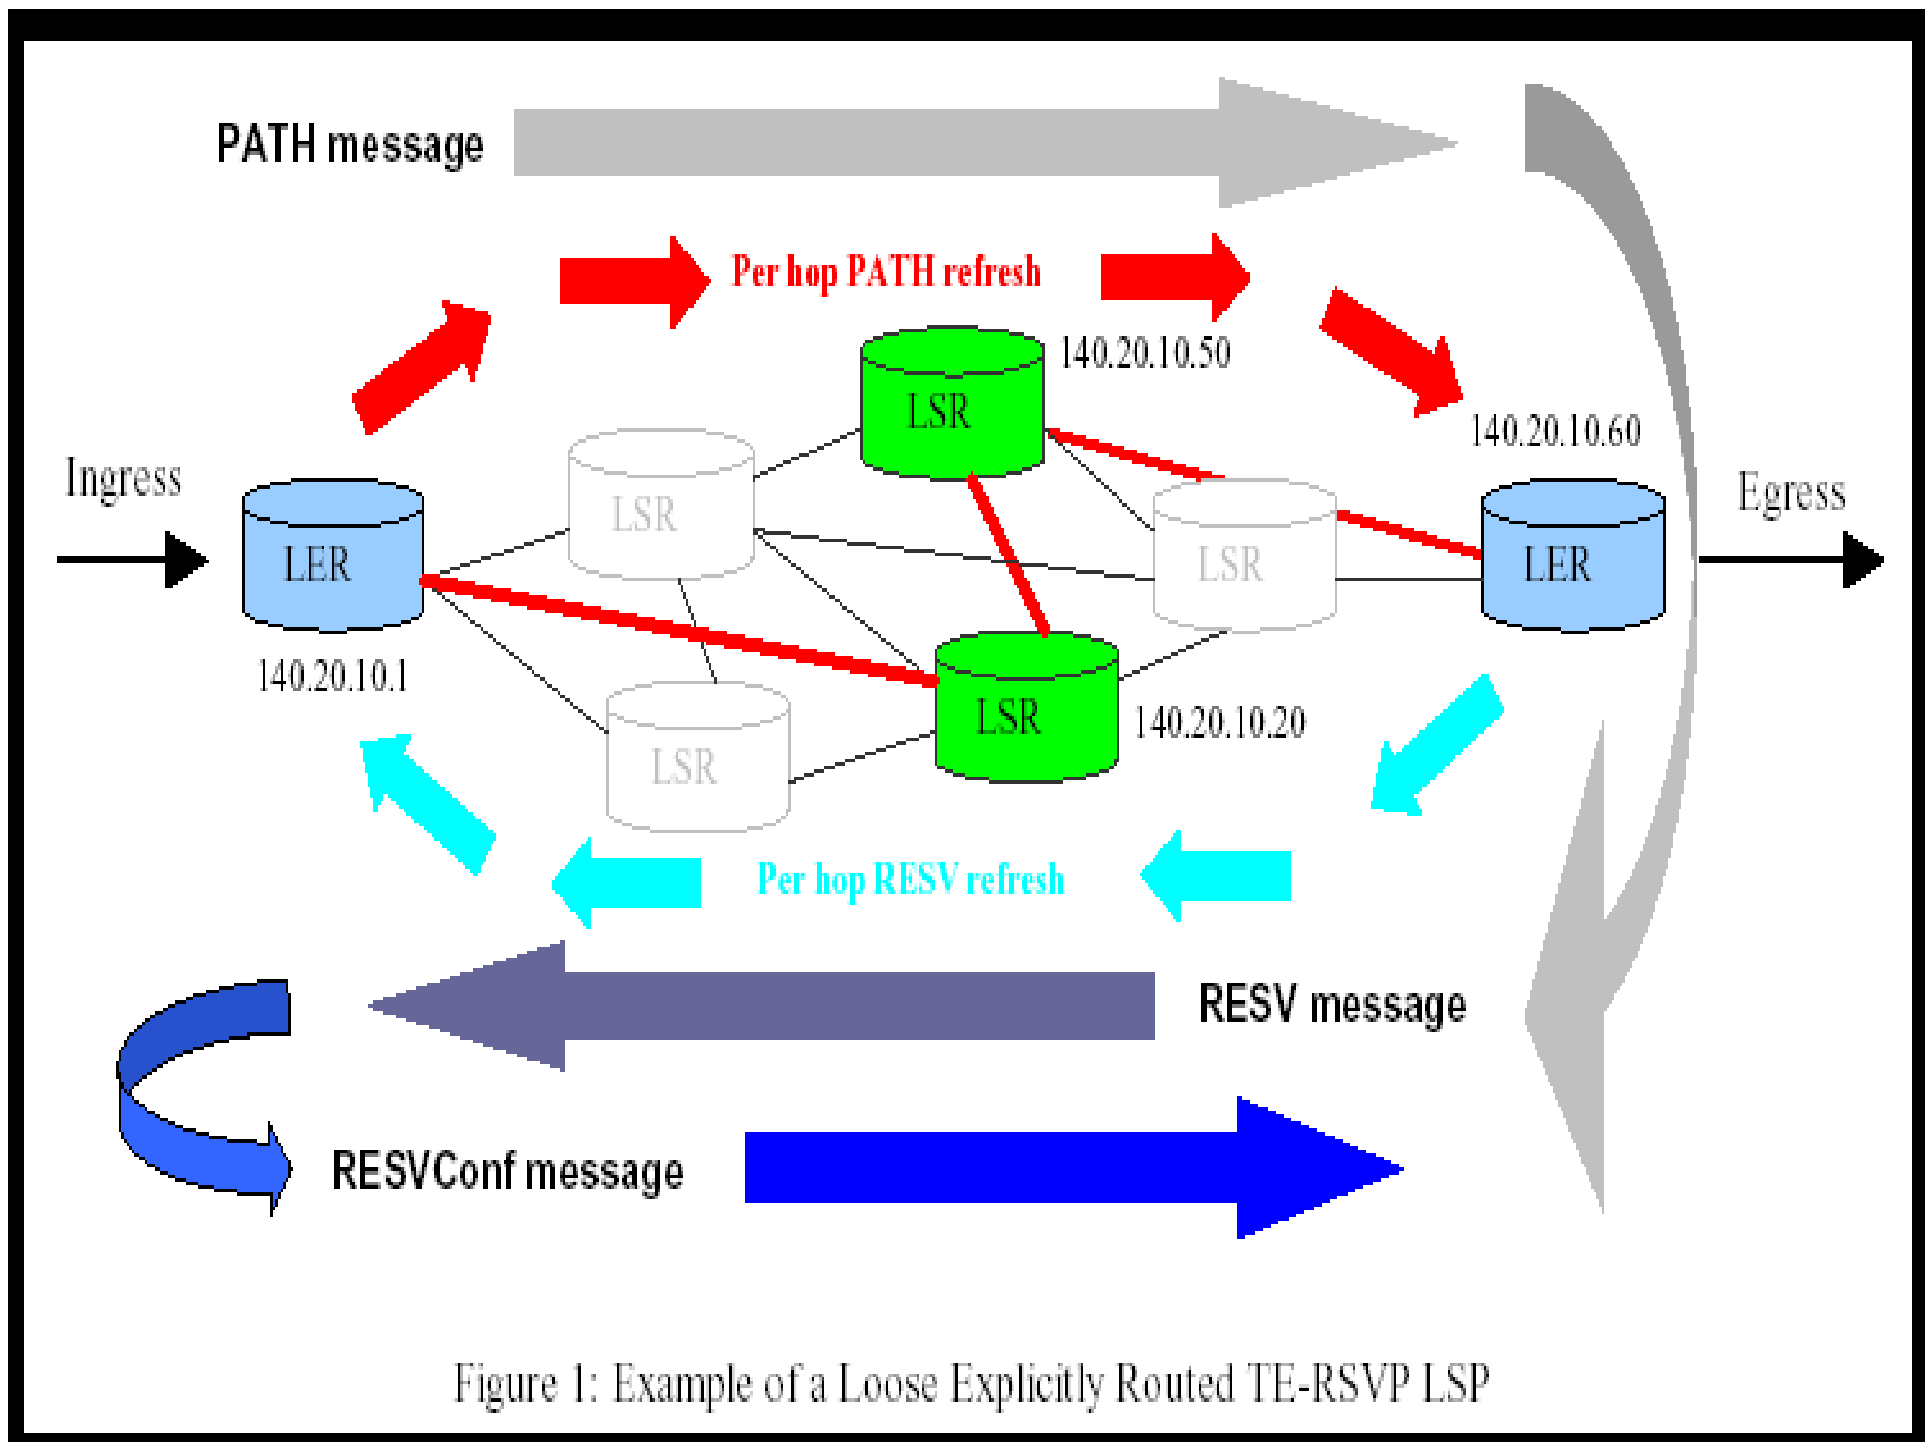 PATH message
Per hop PATH refresh
140.20.10.50
LSR
140.20.10.60
Ingress
Egress
LSR
LER
LSR
LER
140.20.10.1
LSR
140.20.10.20
LSR
Per hop RESV refresh
RESV message
RESVConf message
Figure 1: Example of a Loose Explicitly Routed TE-RSVP LSP